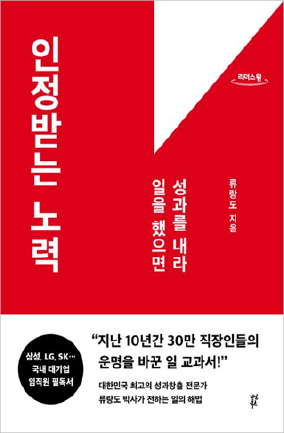 인정받는 노력
리더스원
일을 했으면
성과를 내라
류랑도 지음
“지난 10년간 30만 직장인들의
운명을 바꾼 일 교과서!”
삼성, LG, SK…
국내 대기업
임직원 필독서
대한민국 최고의 성과창출 전문가
류랑도 박사가 전하는 일의 해법